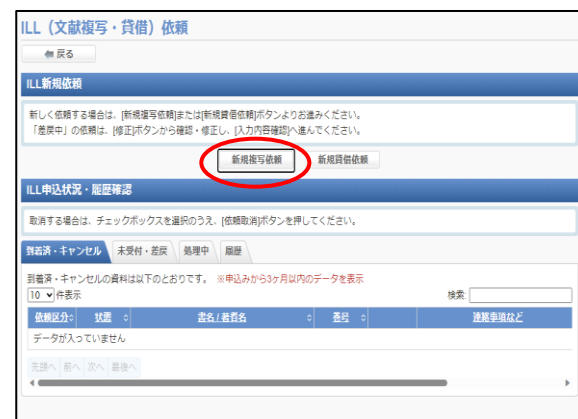 ILL（文献複写・貸借）依頼
戻る
ILL新規依頼
新しく依頼する場合は、[新規複写依頼]または[新規貸借依頼]ボタンよりお進みください。
「差戻中」の依頼は、[修正]ボタンから確認・修正し、[入力内容確認]へ進んでください。
新規複写依頼 新規貸借依頼
ILL申込状況・履歴確認
取消する場合は、チェックボックスを選択のうえ、[依頼取消]ボタンを押してください。
到着済・キャンセル 未受付・差戻 処理中 履歴
到着済・キャンセルの資料は以下のとおりです。 ※申込みから3ヶ月以内のデータを表示
10 件表示 検索:
依頼区分 状態 書名/著者名 巻号 連絡事項など
データが入っていません
先頭へ 前へ 次へ 最後へ